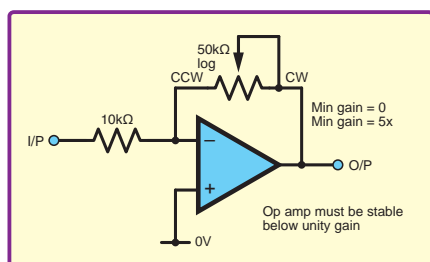 50kΩ
log
CCW
CW
10kΩ
Min gain = 0
Min gain = 5x
I/P
–
+
O/P
Op amp must be stable
below unity gain
0V